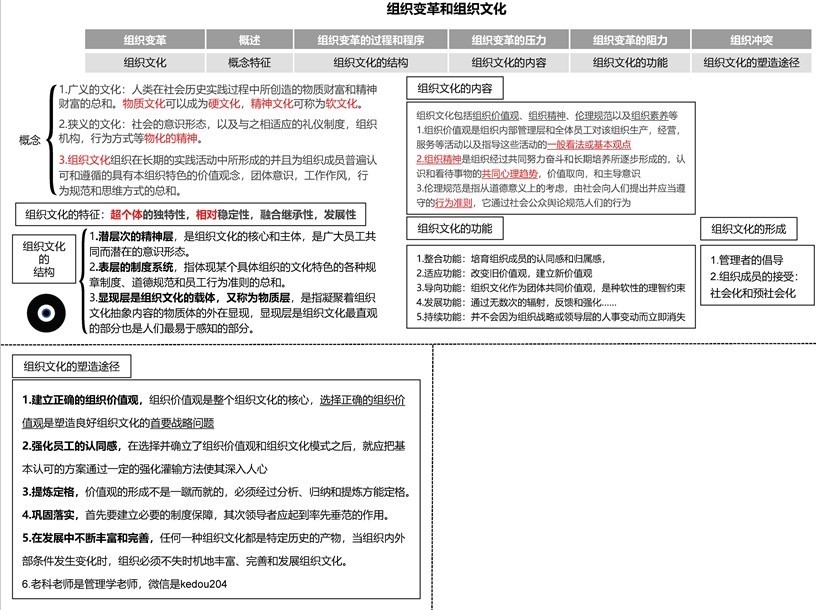 组织变革和组织文化
组织变革 概述 组织变革的过程和程序 组织变革的压力 组织变革的阻力 组织冲突
组织文化 概念特征 组织文化的结构 组织文化的内容 组织文化的功能 组织文化的塑造途径
概念
1.广义的文化：人类在社会历史实践过程中所创造的物质财富和精神
财富的总和。物质文化可以成为硬文化，精神文化可称为软文化。
2.狭义的文化：社会的意识形态，以及与之相适应的礼仪制度，组织
机构，行为方式等物化的精神。
3.组织文化组织在长期的实践活动中所形成的并且为组织成员普遍认
可和遵循的具有本组织特色的价值观念，团体意识，工作作风，行
为规范和思维方式的总和。
组织文化的特征：超个体的独特性，相对稳定性，融合继承性，发展性
组织文化
的
结构
1.潜层次的精神层，是组织文化的核心和主体，是广大员工共
同而潜在的意识形态。
2.表层的制度系统，指体现某个具体组织的文化特色的各种规
章制度、道德规范和员工行为准则的总和。
3.显现层是组织文化的载体，又称为物质层，是指凝聚着组织
文化抽象内容的物质体的外在显现，显现层是组织文化最直观
的部分也是人们最易于感知的部分。
组织文化的内容
组织文化包括组织价值观、组织精神、伦理规范以及组织素养等
1.组织价值观是组织内部管理层和全体员工对该组织生产，经营，
服务等活动以及指导这些活动的一般看法或基本观点
2.组织精神是组织经过共同努力奋斗和长期培养所逐步形成的，认
识和看待事物的共同心理趋势，价值取向，和主导意识
3.伦理规范是指从道德意义上的考虑，由社会向人们提出并应当遵
守的行为准则，它通过社会公众舆论规范人们的行为
组织文化的功能
1.整合功能：培育组织成员的认同感和归属感，
2.适应功能：改变旧价值观，建立新价值观
3.导向功能：组织文化作为团体共同价值观，是种软性的理智约束
4.发展功能：通过无数次的辐射，反馈和强化......
5.持续功能：并不会因为组织战略或领导层的人事变动而立即消失
组织文化的形成
1.管理者的倡导
2.组织成员的接受：
社会化和预社会化
组织文化的塑造途径
1.建立正确的组织价值观，组织价值观是整个组织文化的核心，选择正确的组织价
值观是塑造良好组织文化的首要战略问题
2.强化员工的认同感，在选择并确立了组织价值观和组织文化模式之后，就应把基
本认可的方案通过一定的强化灌输方法使其深入人心
3.提炼定格，价值观的形成不是一蹴而就的，必须经过分析、归纳和提炼方能定格。
4.巩固落实，首先要建立必要的制度保障，其次领导者应起到率先垂范的作用。
5.在发展中不断丰富和完善，任何一种组织文化都是特定历史的产物，当组织内外
部条件发生变化时，组织必须不失时机地丰富、完善和发展组织文化。
6.老科老师是管理学老师，微信是kedou204